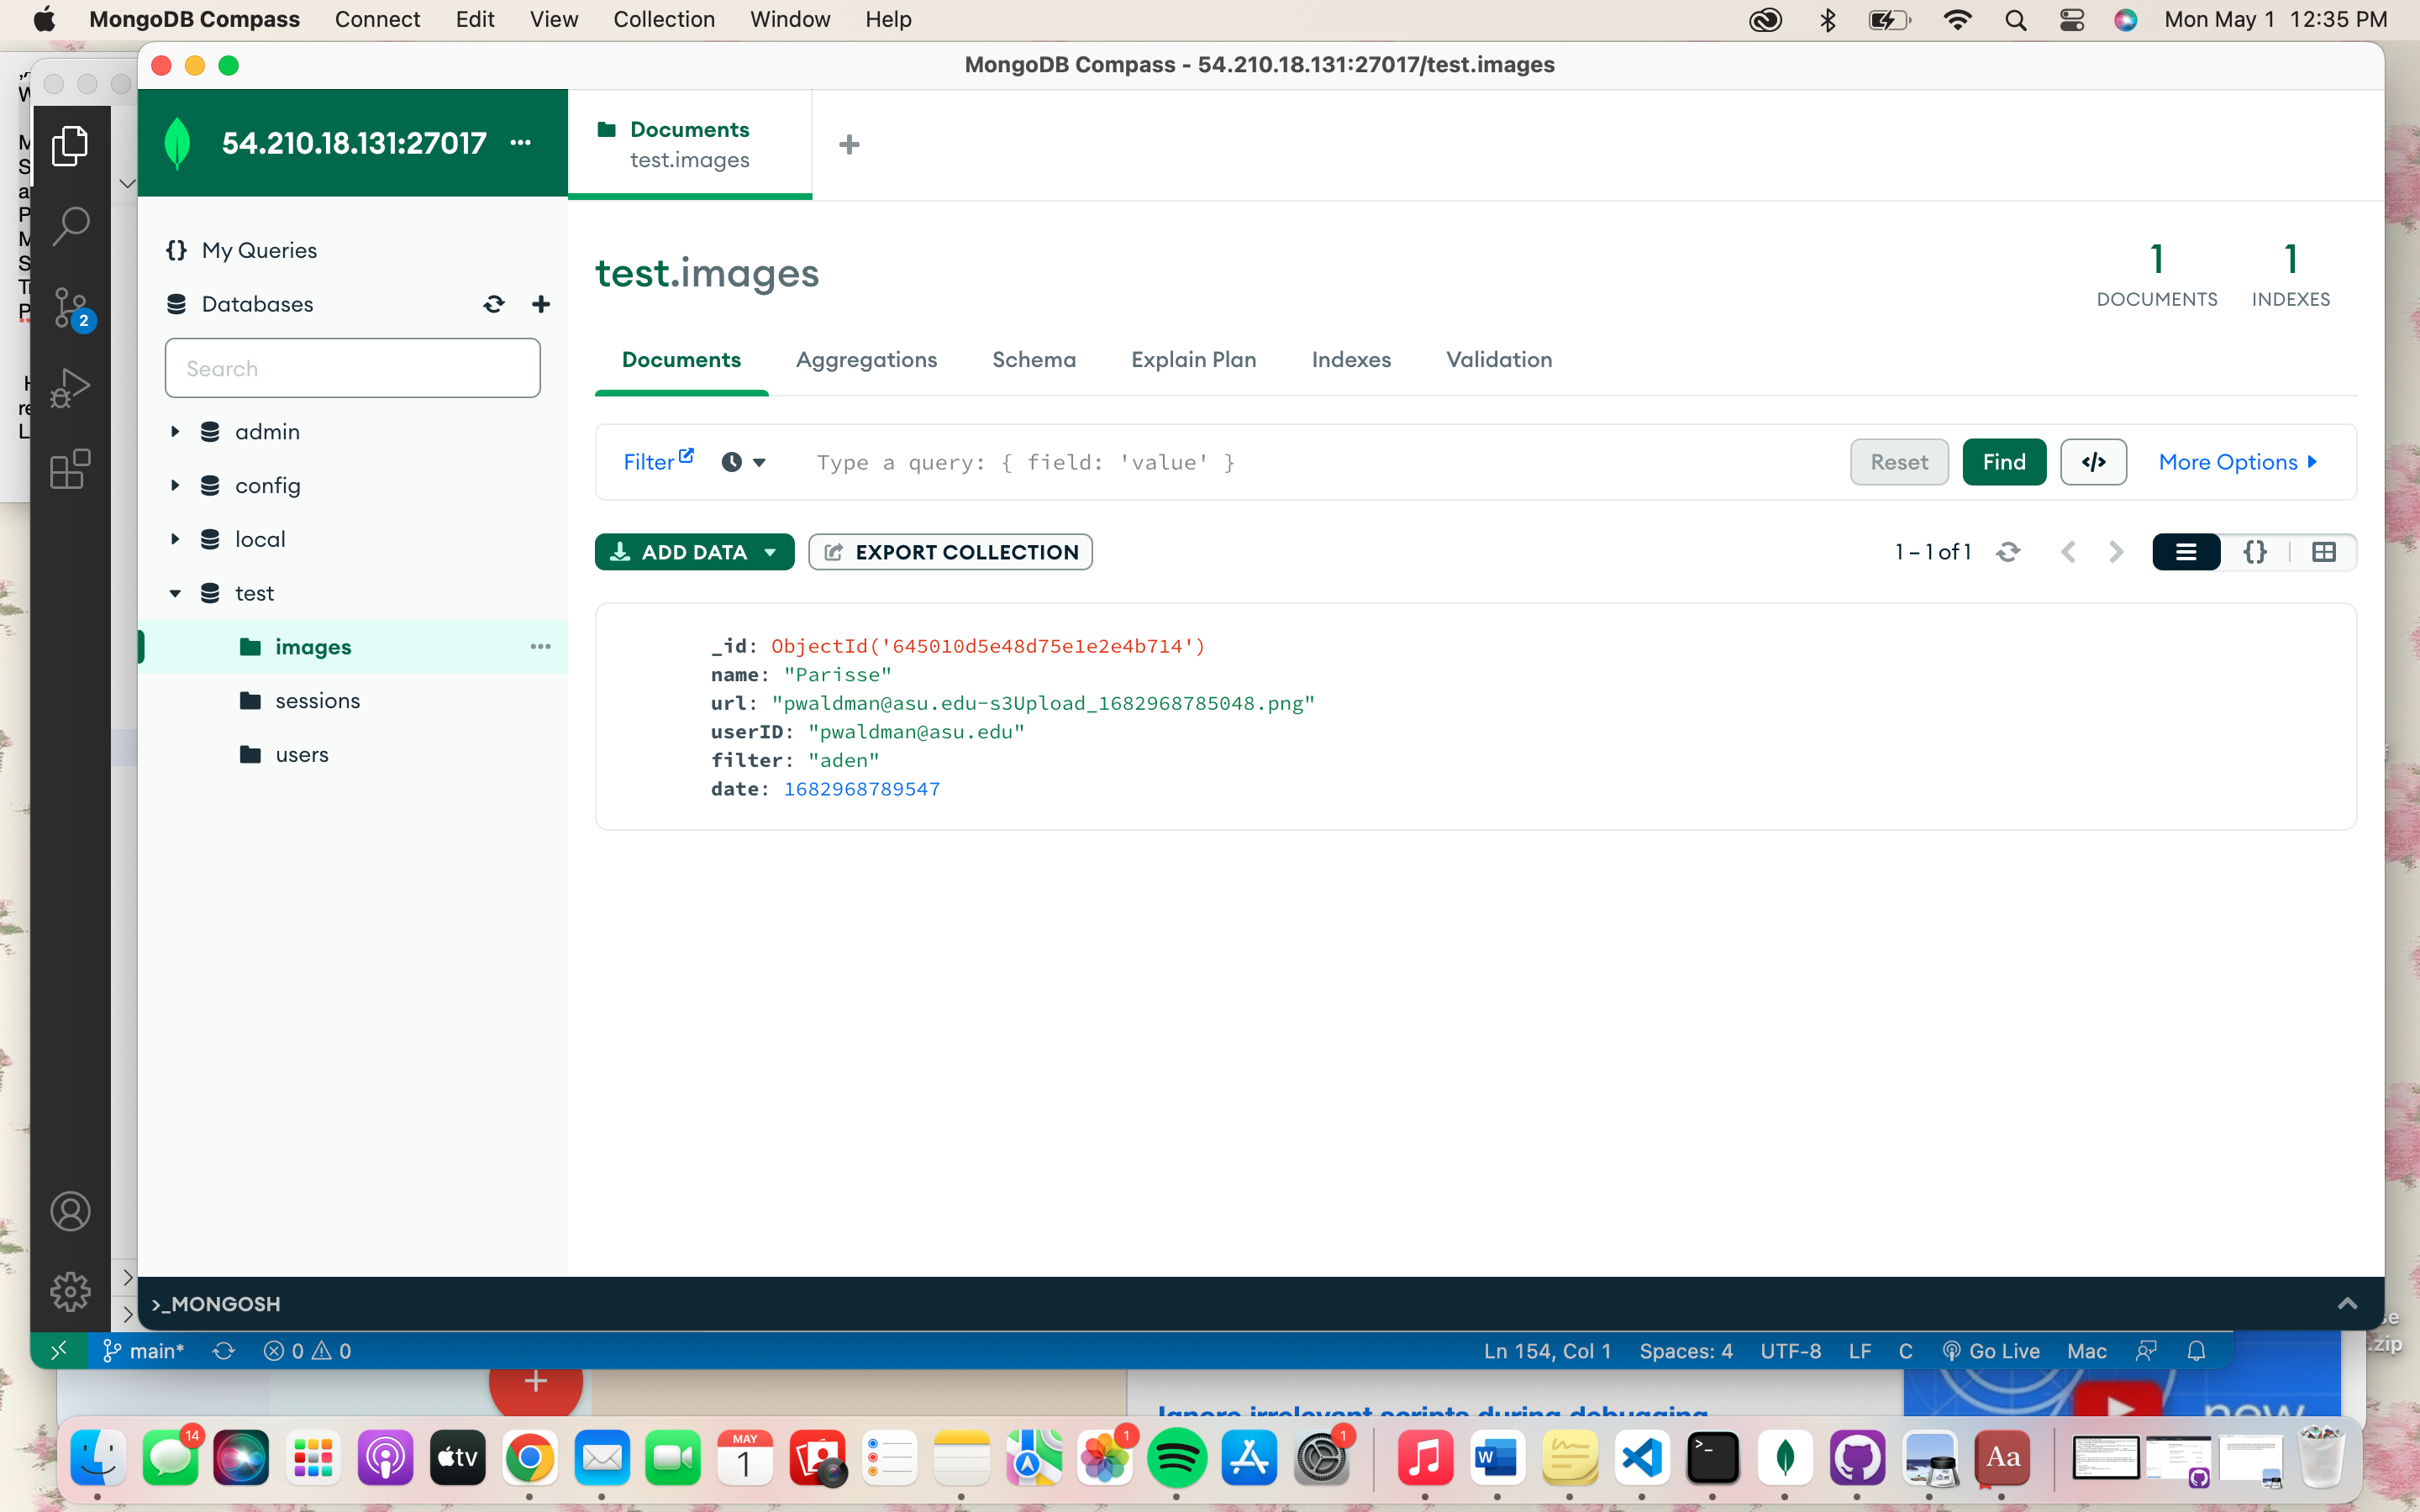 MongoDB Compass Connect Edit View Collection Window Help Mon May 1 12:35 PM
MongoDB Compass - 54.210.18.131:27017/test.images
54.210.18.131:27017
Documents
test.images
My Queries
Databases
Search
admin
config
local
test
images
sessions
users
test.images
1
DOCUMENTS
1
INDEXES
Documents Aggregations Schema Explain Plan Indexes Validation
Filter Type a query: { field: 'value' } Reset Find </> More Options
ADD DATA EXPORT COLLECTION 1 – 1 of 1 {}
_id: ObjectId('645010d5e48d75e1e2e4b714')
name: "Parisse"
url: "pwaldman@asu.edu-s3Upload_1682968785048.png"
userID: "pwaldman@asu.edu"
filter: "aden"
date: 1682968789547
>_MONGOSH
2
main* 0 0 Ln 154, Col 1 Spaces: 4 UTF-8 LF C Go Live Mac
Ignore irrelevant scripts during debugging
new
.zip
14
tv
MAY
1
1
1
W
Aa